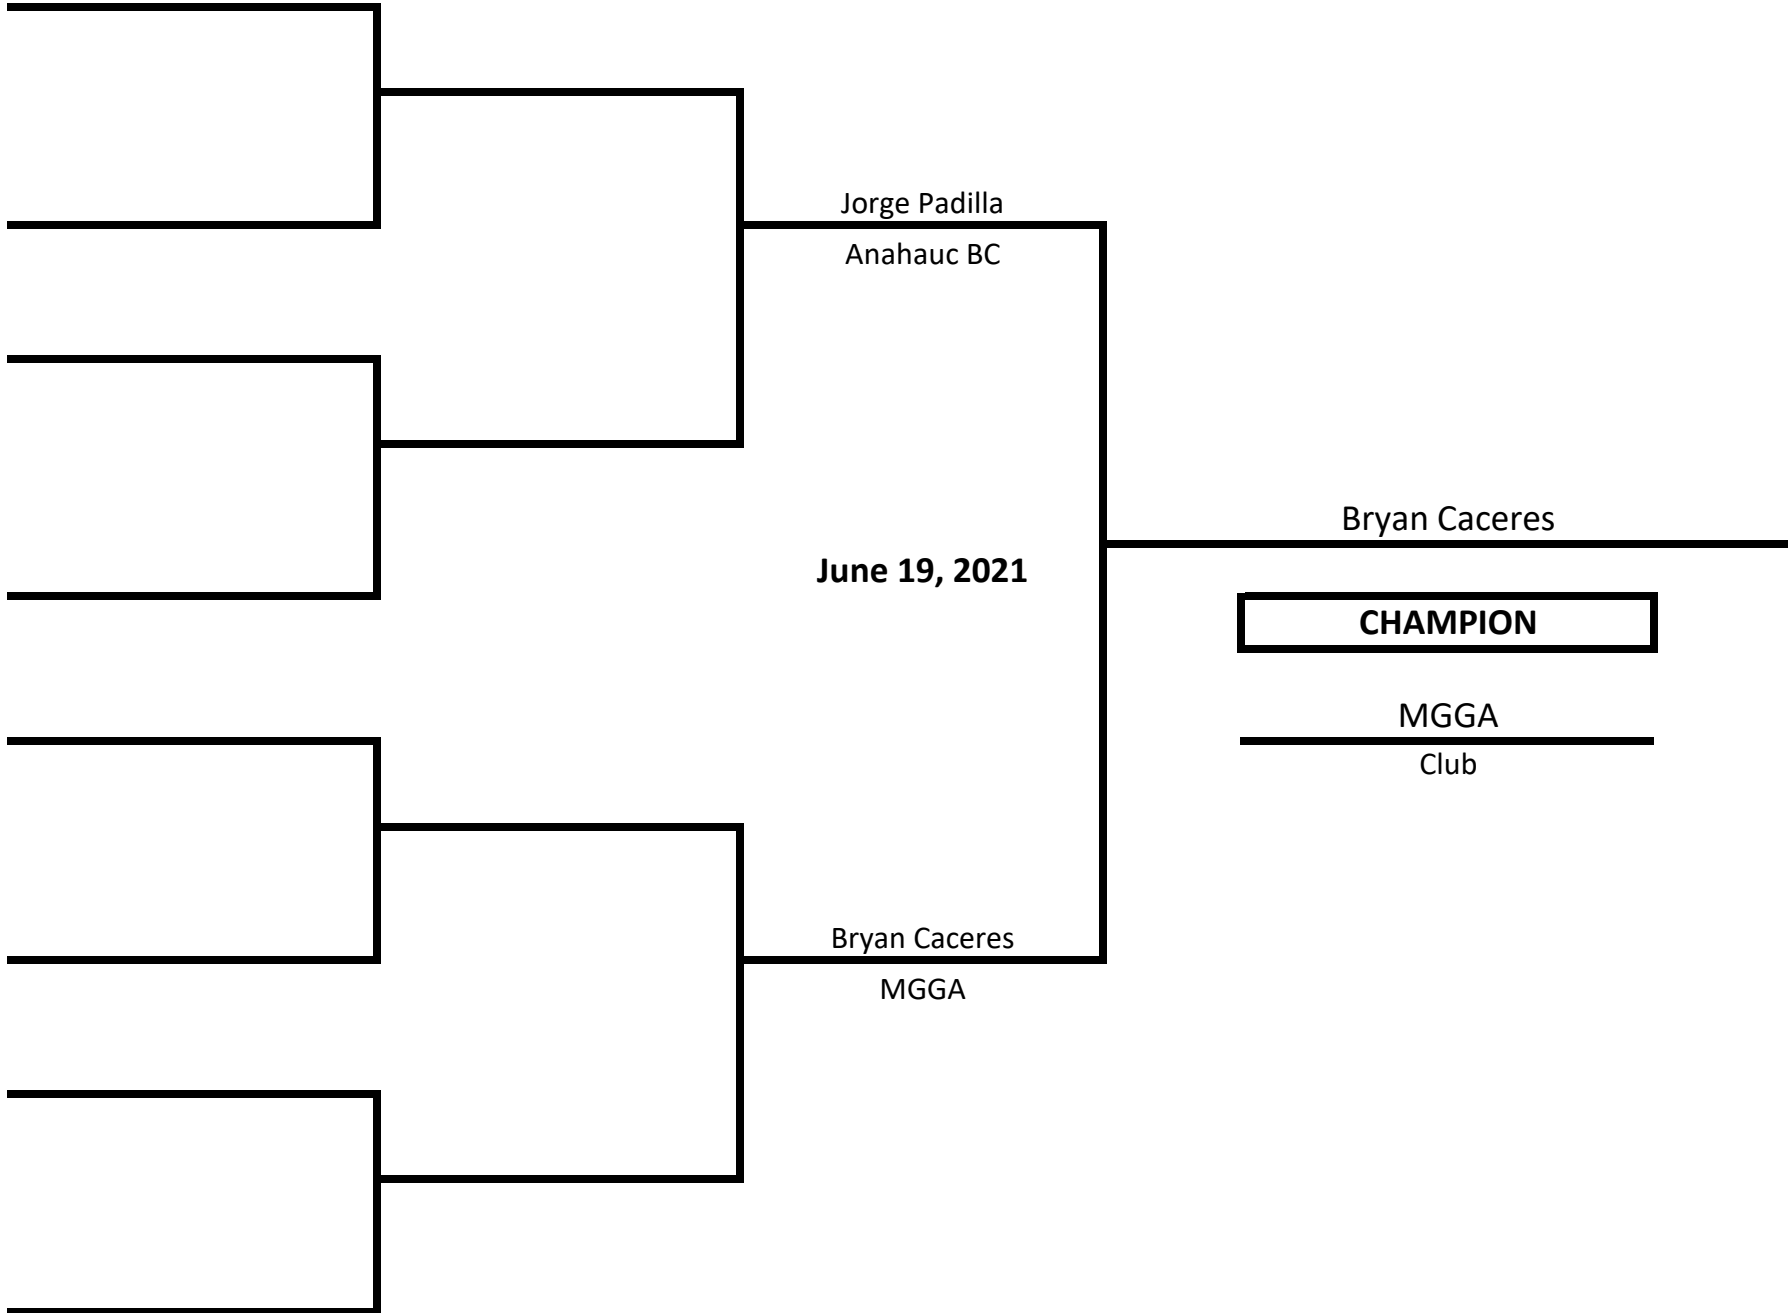 Jorge Padilla
Anahauc BC
Bryan Caceres
June 19, 2021
CHAMPION
MGGA
Club
Bryan Caceres
MGGA